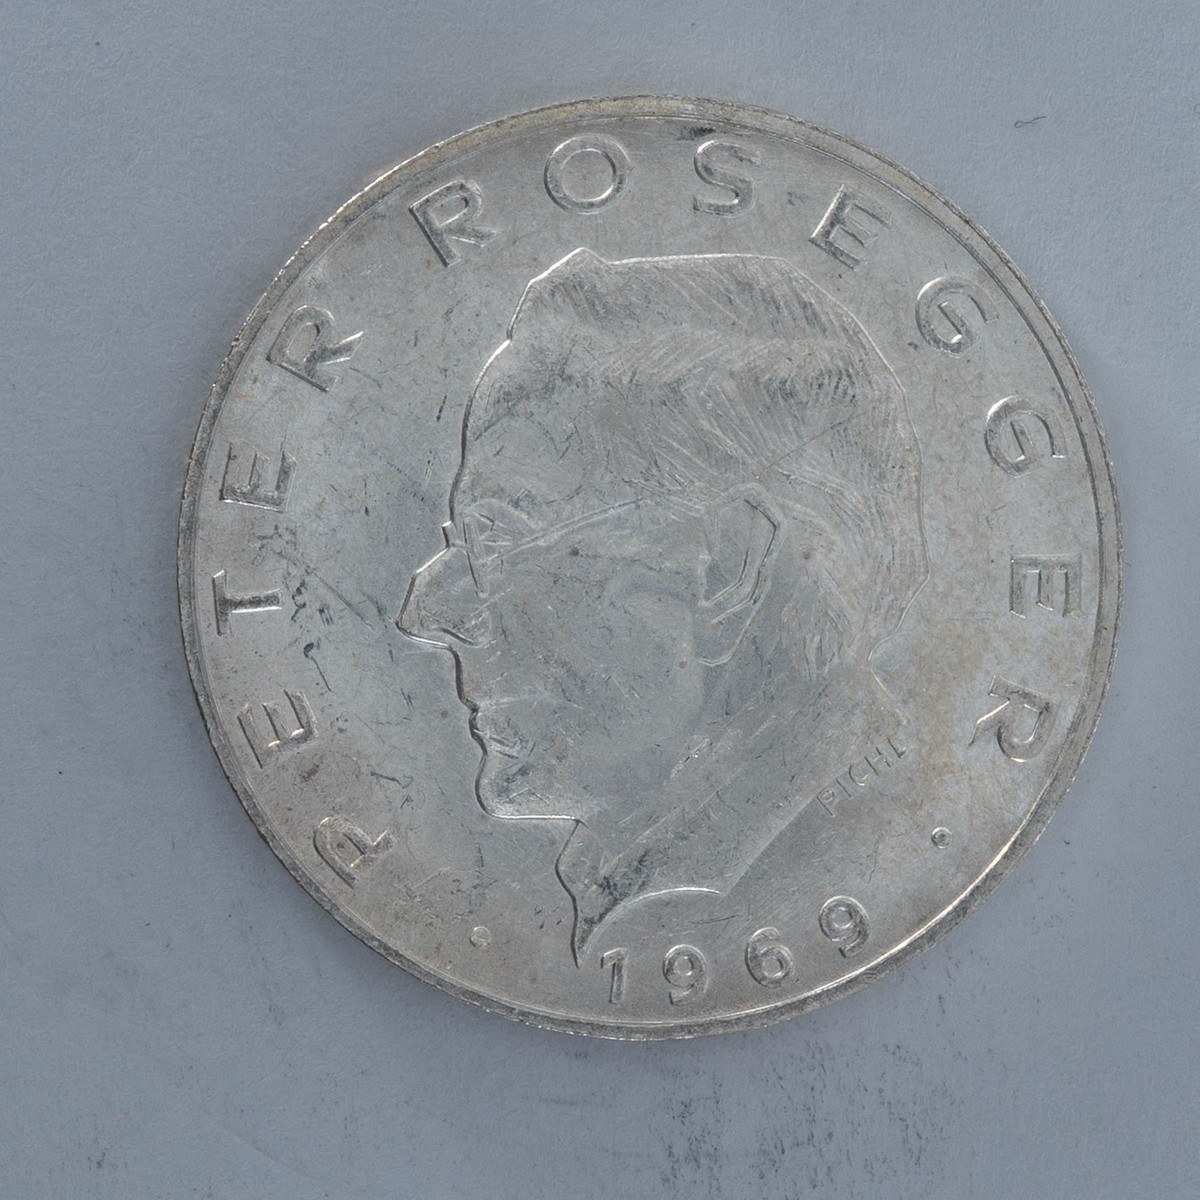 PETER ROSEGGER
PICHL
• 1969 •